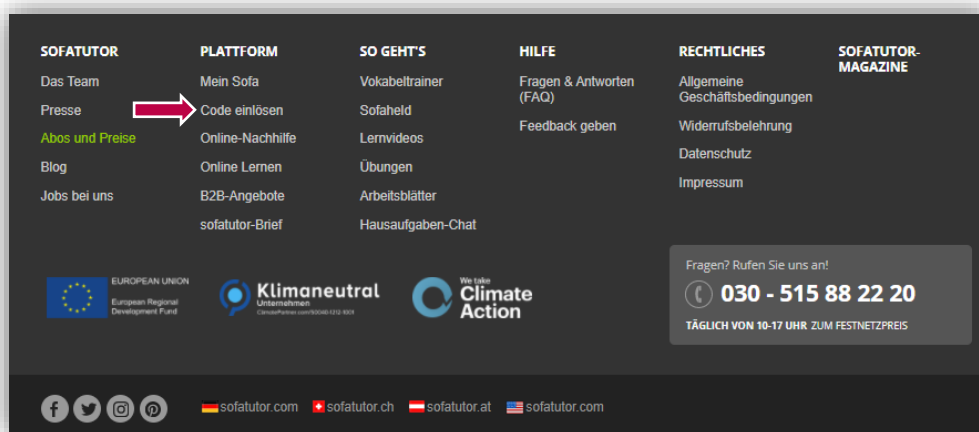 SOFATUTOR
Das Team
Presse
Abos und Preise
Blog
Jobs bei uns
PLATTFORM
Mein Sofa
Code einlösen
Online-Nachhilfe
Online Lernen
B2B-Angebote
sofatutor-Brief
SO GEHT'S
Vokabeltrainer
Sofaheld
Lernvideos
Übungen
Arbeitsblätter
Hausaufgaben-Chat
HILFE
Fragen & Antworten
(FAQ)
Feedback geben
RECHTLICHES
Allgemeine
Geschäftsbedingungen
Widerrufsbelehrung
Datenschutz
Impressum
SOFATUTOR-
MAGAZINE
EUROPEAN UNION
European Regional
Development Fund
Klimaneutral
Unternehmen
We take
Climate
Action
Fragen? Rufen Sie uns an!
030 - 515 88 22 20
TÄGLICH VON 10-17 UHR ZUM FESTNETZPREIS
sofatutor.com sofatutor.ch sofatutor.at sofatutor.com